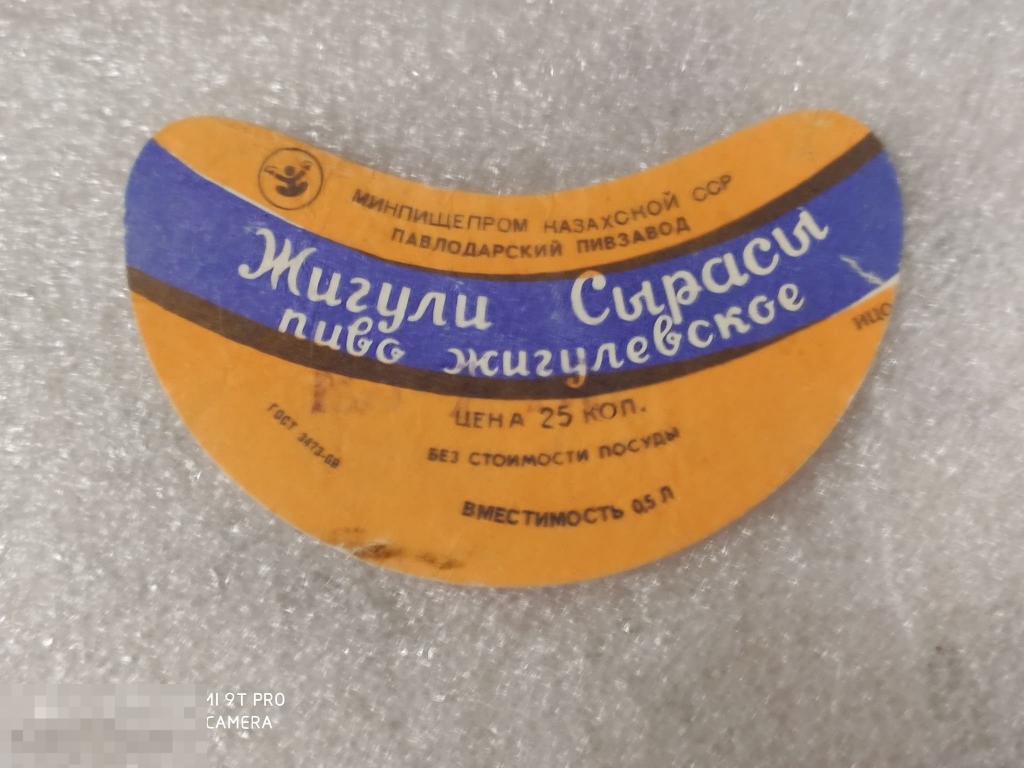 МИНПИЩЕПРОМ КАЗАХСКОЙ ССР
ПАВЛОДАРСКИЙ ПИВЗАВОД
Жигули Сырасы
пиво жигулевское
ЦЕНА 25 КОП.
ГОСТ 3473-69
БЕЗ СТОИМОСТИ ПОСУДЫ
ВМЕСТИМОСТЬ 0,5 Л
MI 9T PRO
CAMERA